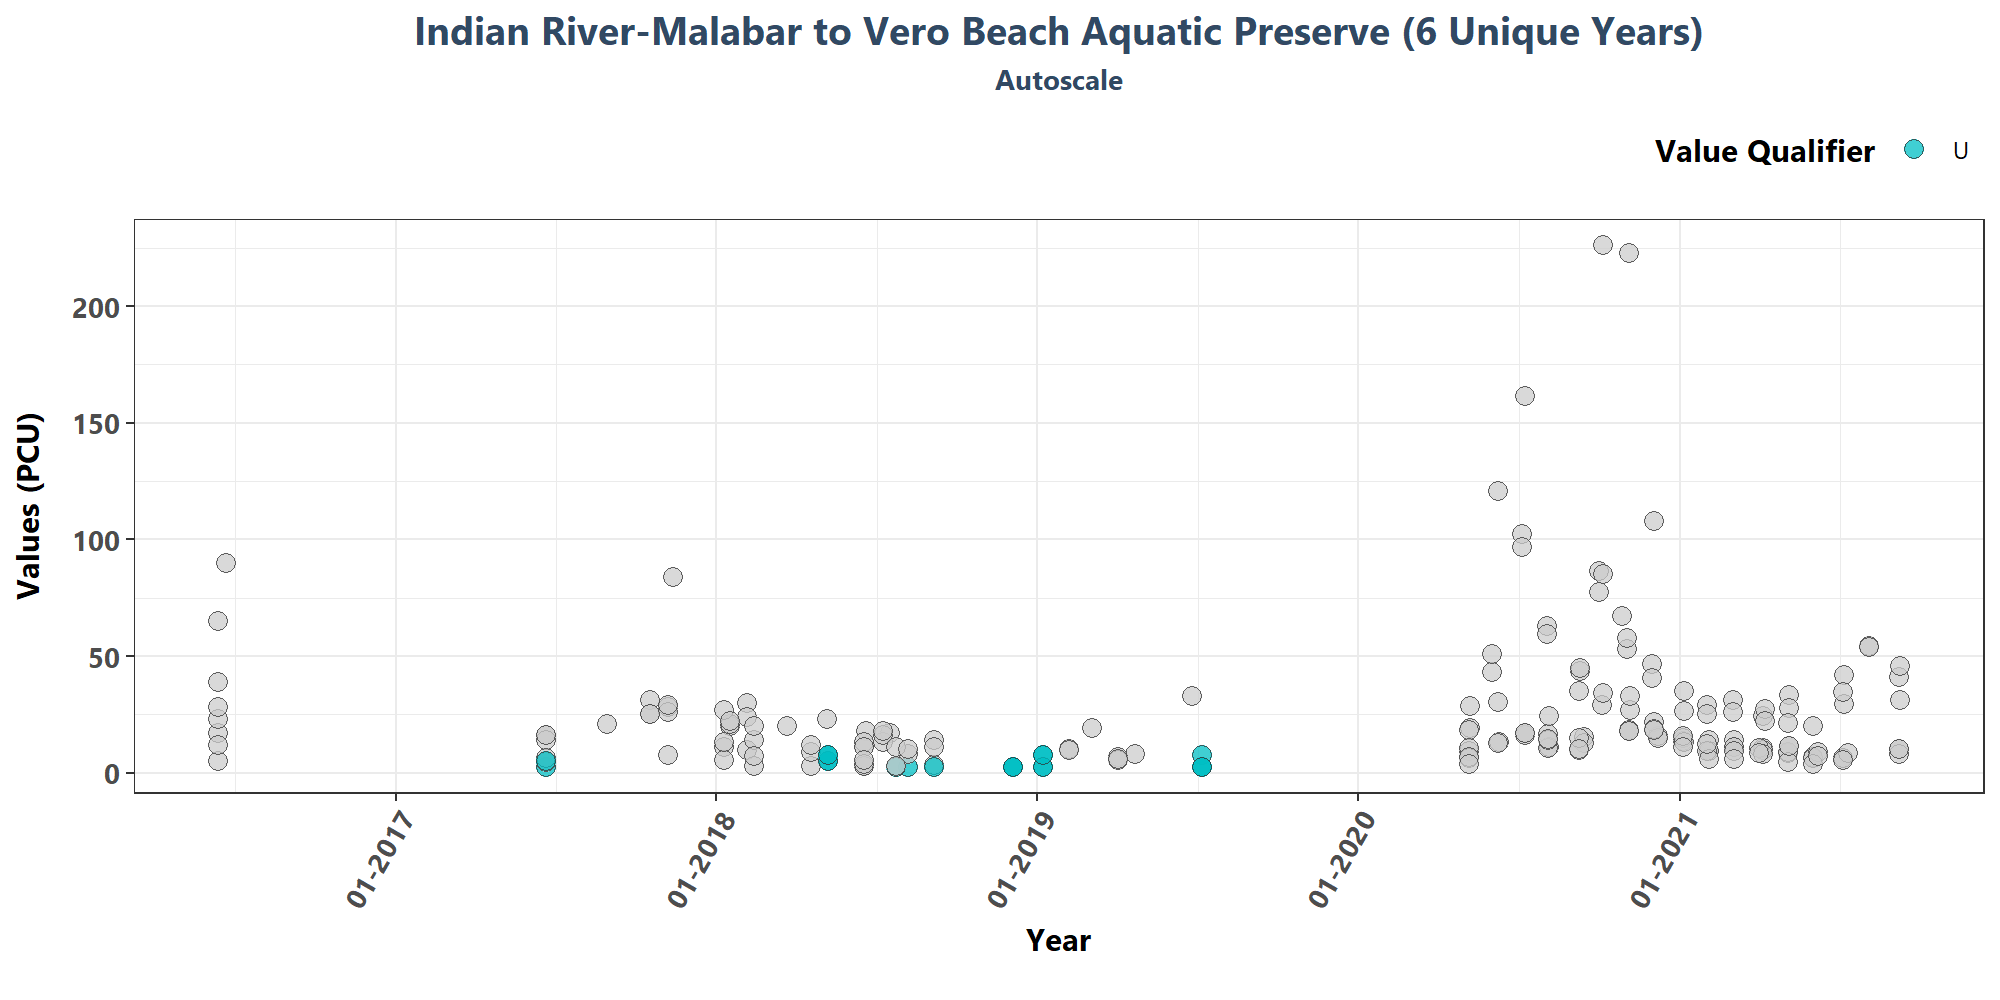 Indian River-Malabar to Vero Beach Aquatic Preserve (6 Unique Years)
Autoscale
Value Qualifier U
Values (PCU)
200
150
100
50
0
01-2017
01-2018
01-2019
01-2020
01-2021
Year